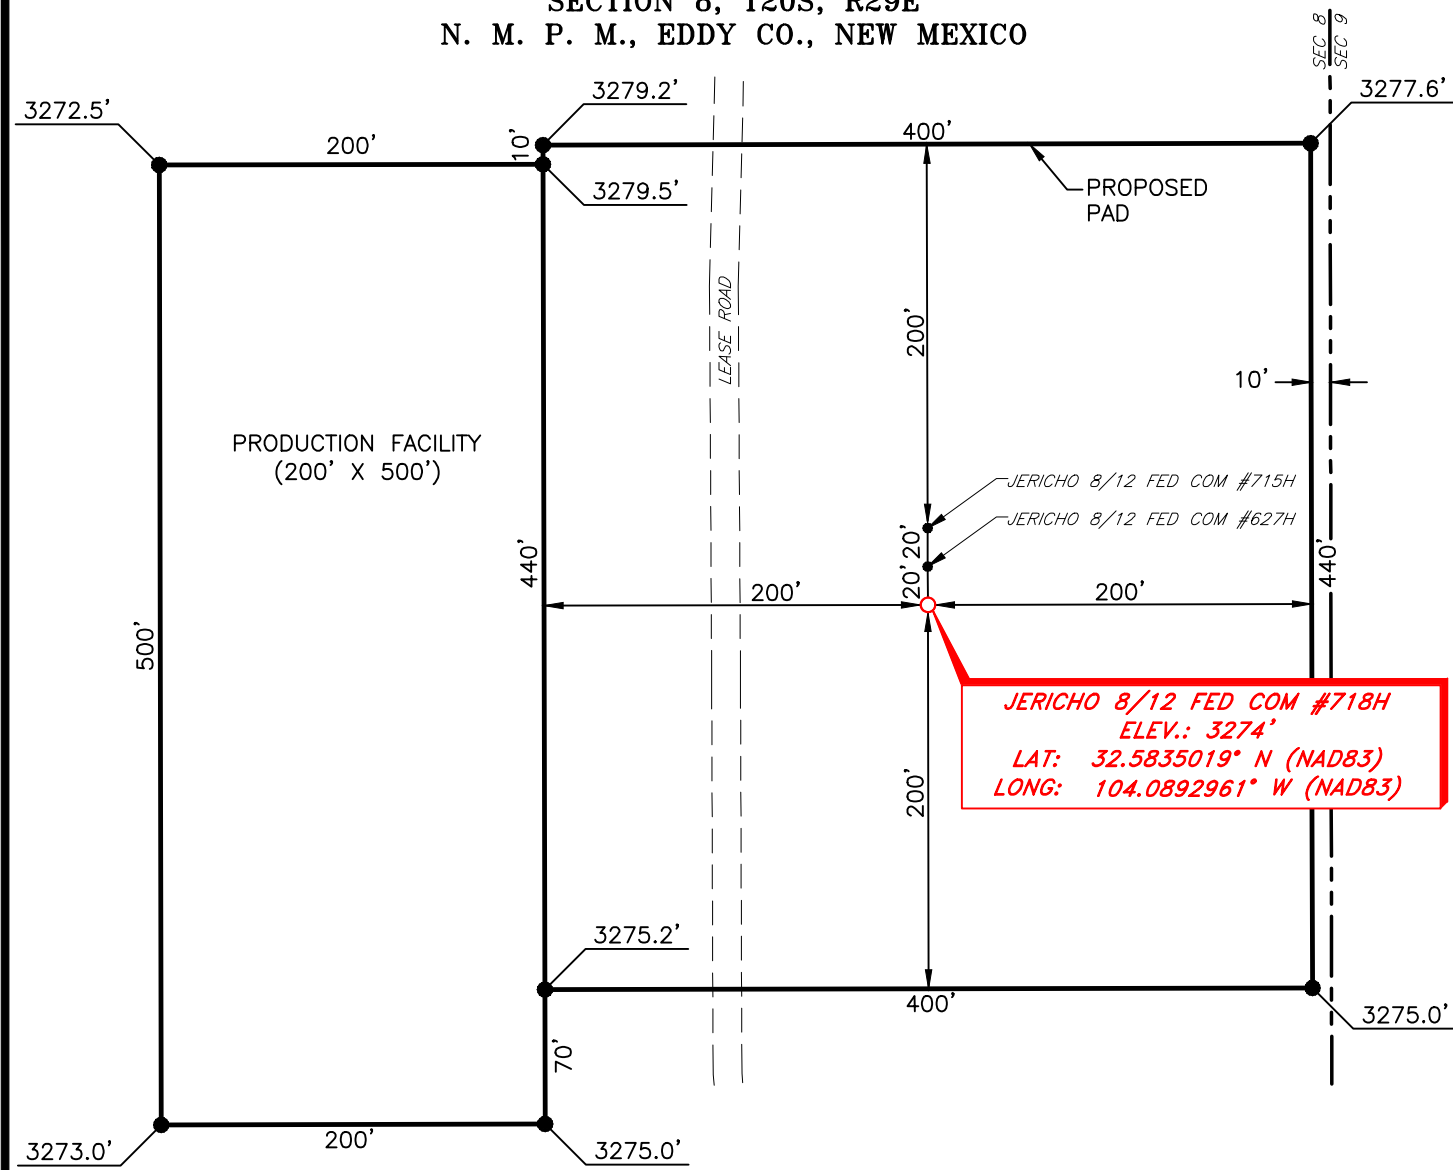 SECTION 8, T20S, R29E
N. M. P. M., EDDY CO., NEW MEXICO
SEC 8
SEC 9
3272.5'
3279.2'
3277.6'
200'
10'
400'
3279.5'
PROPOSED
PAD
LEASE ROAD
200'
10'
PRODUCTION FACILITY
(200' X 500')
JERICHO 8/12 FED COM #715H
JERICHO 8/12 FED COM #627H
20'
20'
440'
440'
200'
200'
500'
JERICHO 8/12 FED COM #718H
ELEV.: 3274'
LAT: 32.5835019° N (NAD83)
LONG: 104.0892961° W (NAD83)
200'
3275.2'
400'
3275.0'
70'
3273.0'
200'
3275.0'